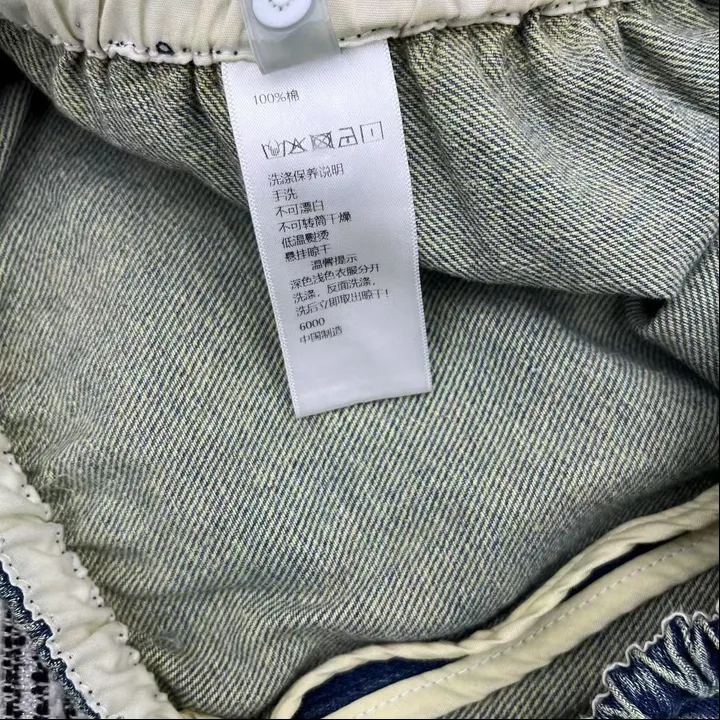 100%棉
洗涤保养说明
手洗
不可漂白
不可转筒干燥
低温熨烫
悬挂晾干
温馨提示
深色浅色衣服分开
洗涤，反面洗涤，
洗后立即取出晾干！
6000
中国制造